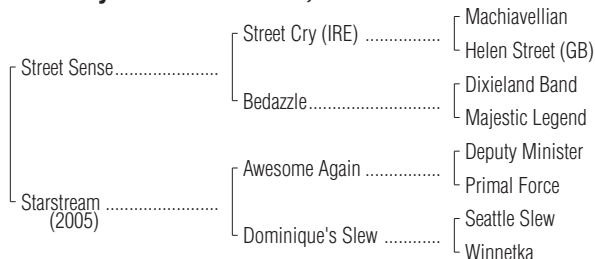 Machiavellian
Street Cry (IRE) ................
Helen Street (GB)
Street Sense......................
Dixieland Band
Bedazzle............................
Majestic Legend
Deputy Minister
Awesome Again ................
Primal Force
Starstream ........................
(2005)
Seattle Slew
Dominique's Slew ............
Winnetka